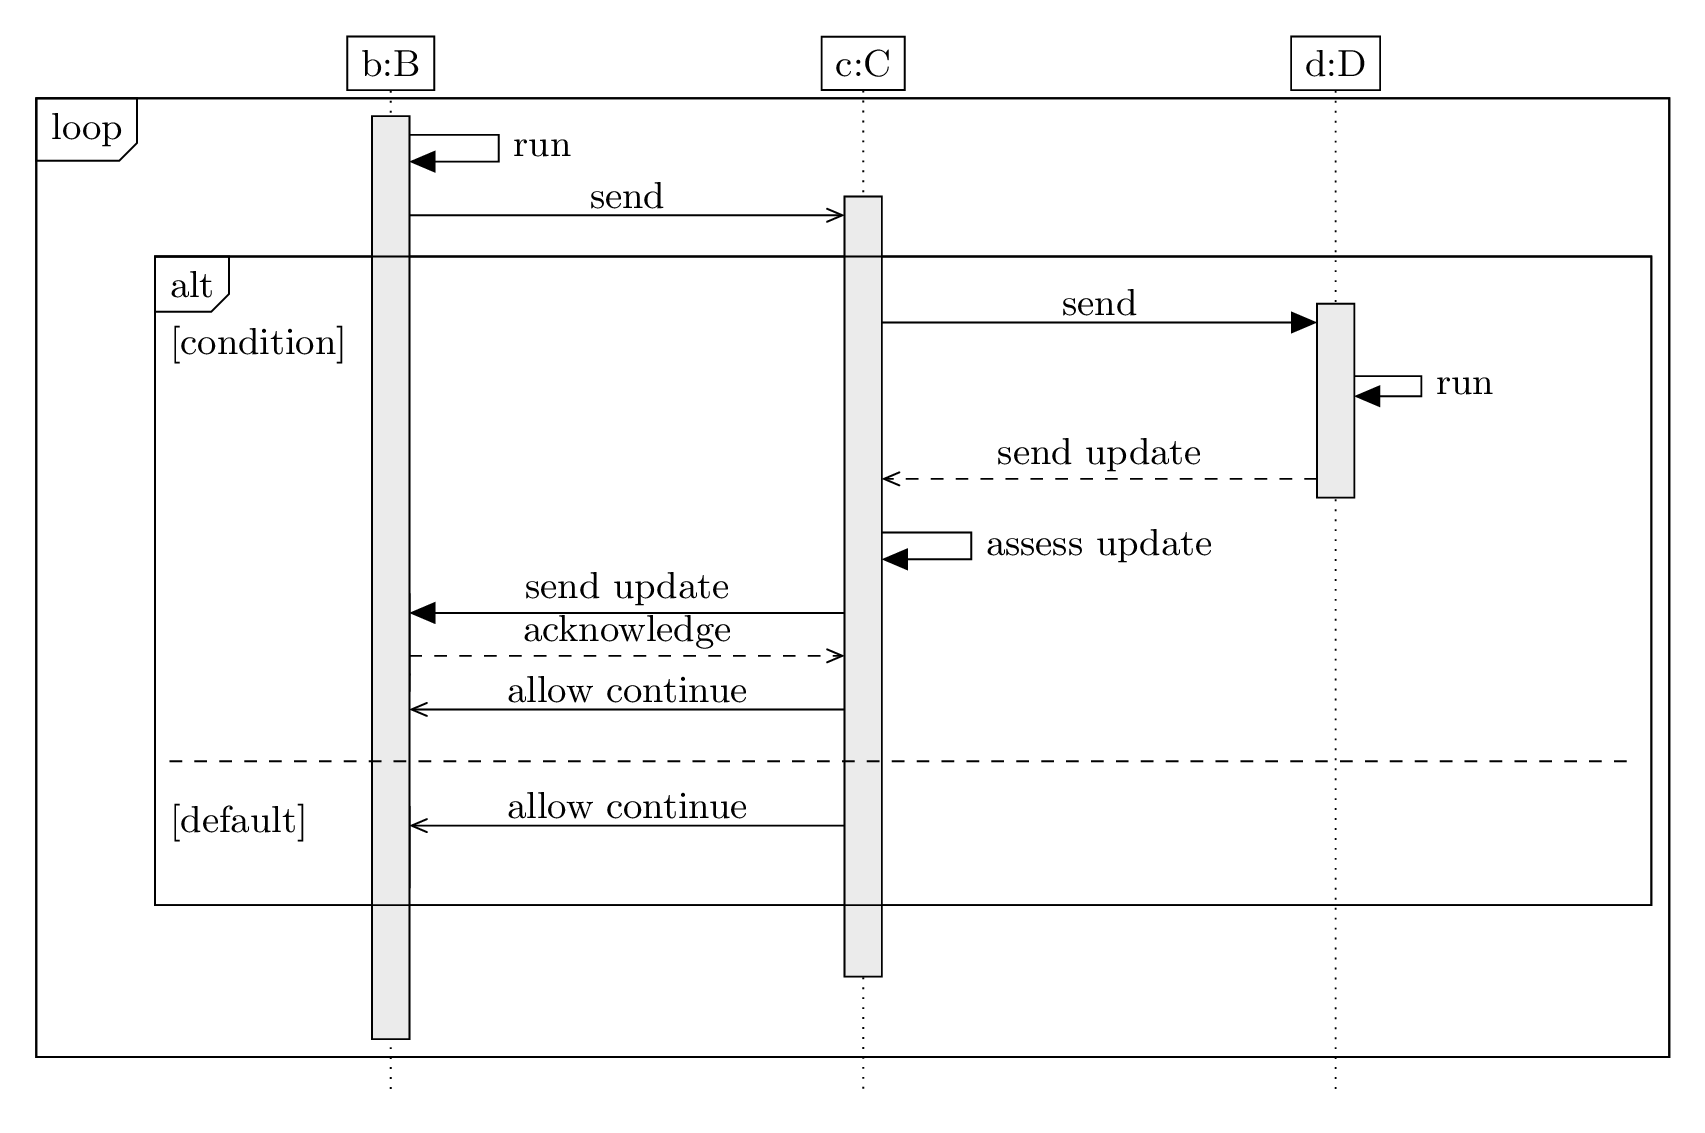 b:B
c:C
d:D
loop
run
send
alt
send
[condition]
run
send update
assess update
send update
acknowledge
allow continue
allow continue
[default]